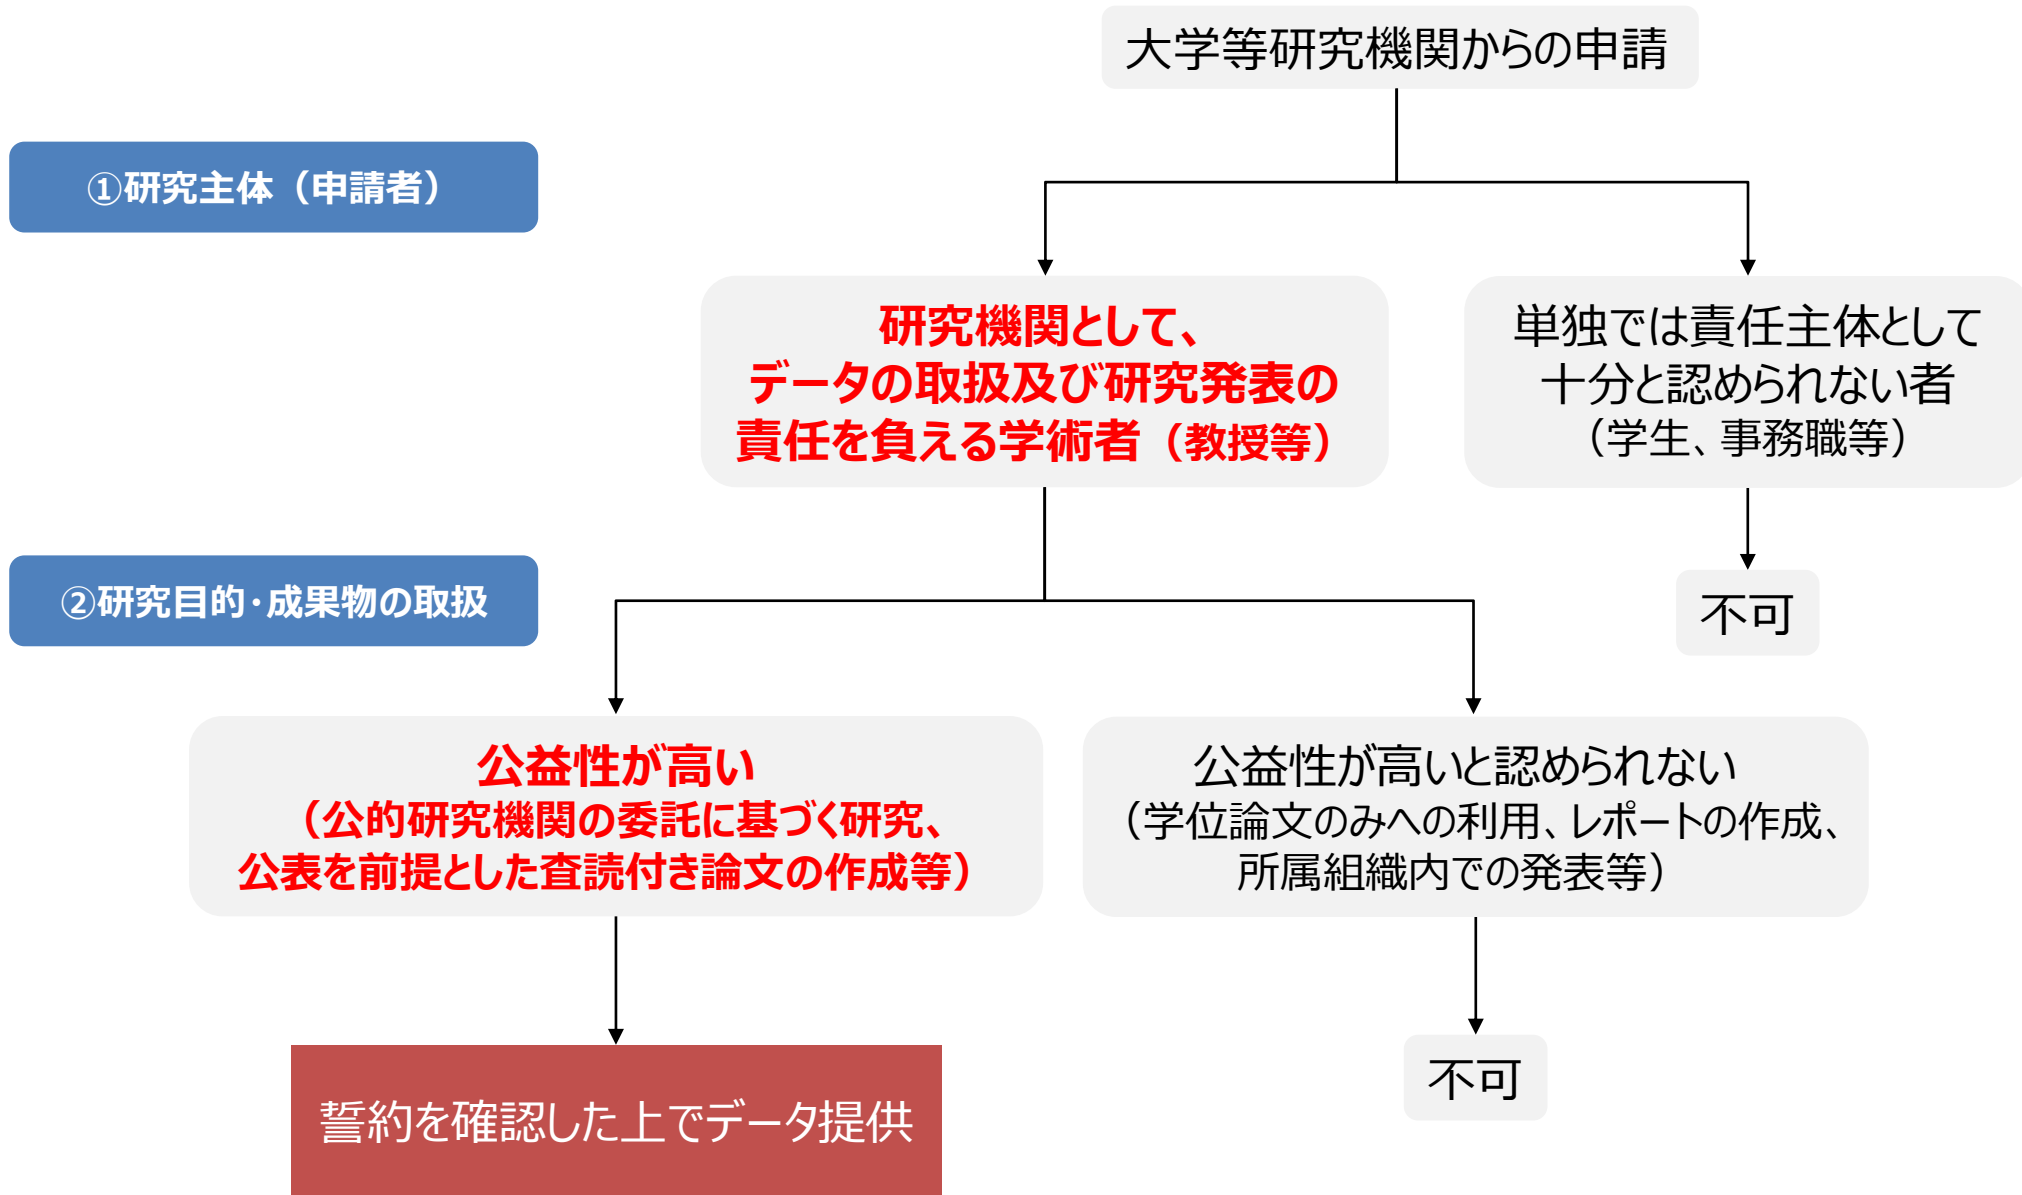 大学等研究機関からの申請
①研究主体（申請者）
研究機関として、
データの取扱及び研究発表の
責任を負える学術者（教授等）
単独では責任主体として
十分と認められない者
（学生、事務職等）
②研究目的・成果物の取扱
不可
公益性が高い
（公的研究機関の委託に基づく研究、
公表を前提とした査読付き論文の作成等）
公益性が高いと認められない
（学位論文のみへの利用、レポートの作成、
所属組織内での発表等）
誓約を確認した上でデータ提供
不可